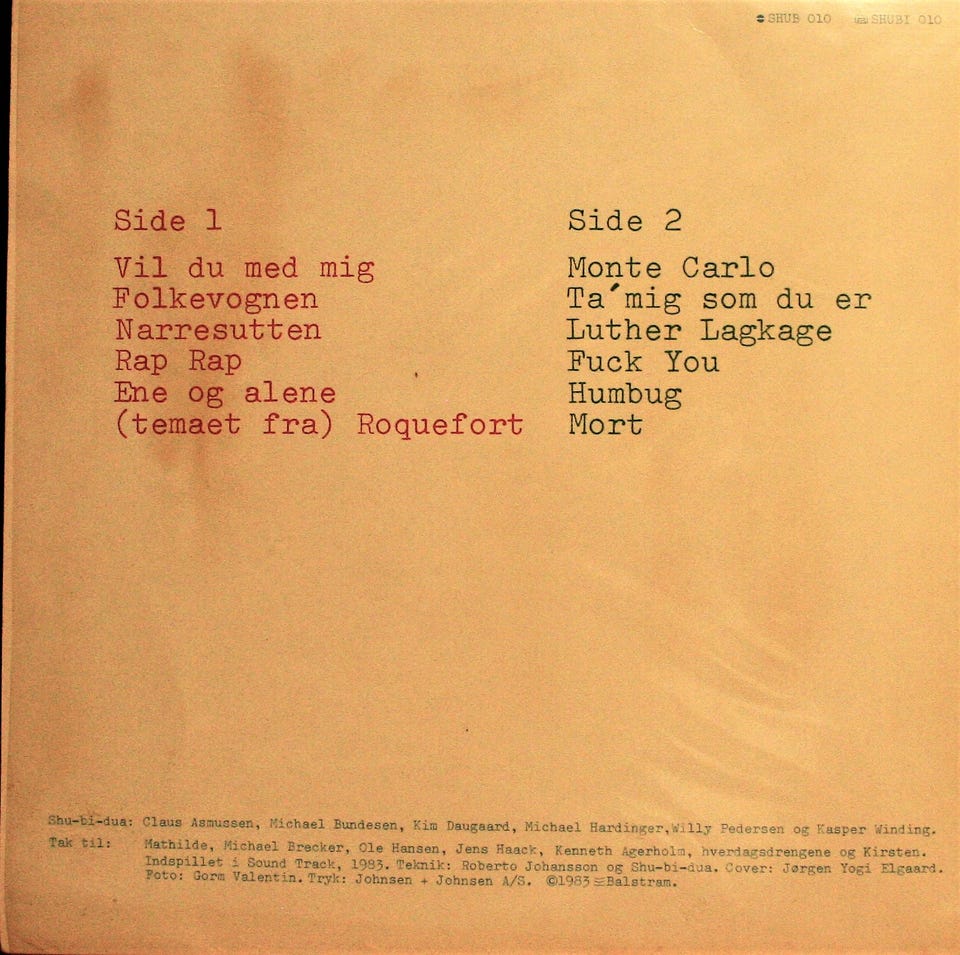 SHUB 010 SHUBI 010
Side 1
Vil du med mig
Folkevognen
Narresutten
Rap Rap
Ene og alene
(temaet fra) Roquefort
Side 2
Monte Carlo
Ta´mig som du er
Luther Lagkage
Fuck You
Humbug
Mort
Shu-bi-dua: Claus Asmussen, Michael Bundesen, Kim Daugaard, Michael Hardinger,Willy Pedersen og Kasper Winding.
Tak til: Mathilde, Michael Brecker, Ole Hansen, Jens Haack, Kenneth Agerholm, hverdagsdrengene og Kirsten.
Indspillet i Sound Track, 1983. Teknik: Roberto Johansson og Shu-bi-dua. Cover: Jørgen Yogi Elgaard.
Foto: Gorm Valentin. Tryk: Johnsen + Johnsen A/S. ©1983 Balstram.